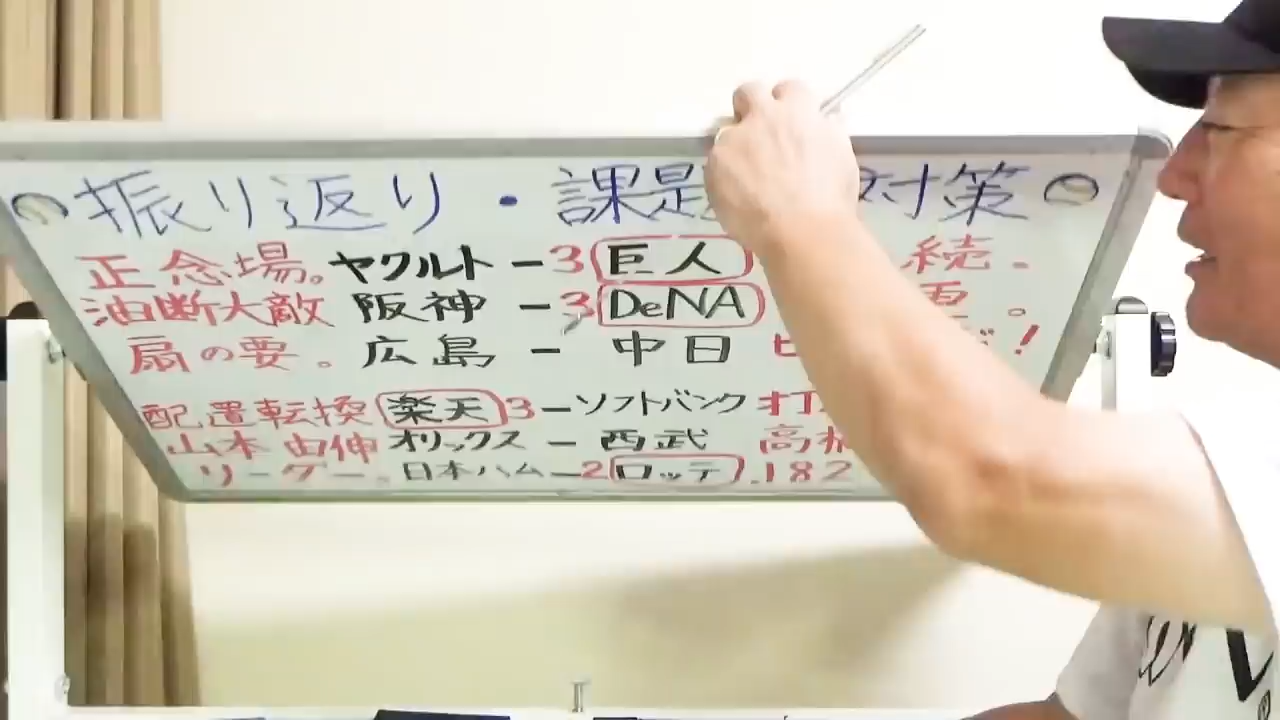 振り返り・課題 対策
正念場。ヤクルト - 3 巨人 続。
油断大敵 阪神 - 3 DeNA 。
扇の要。広島 - 中日 !
配置転換 楽天 3 - ソフトバンク 打
山本由伸 オリックス - 西武 高
リーグー。日本ハム - 2 ロッテ .182